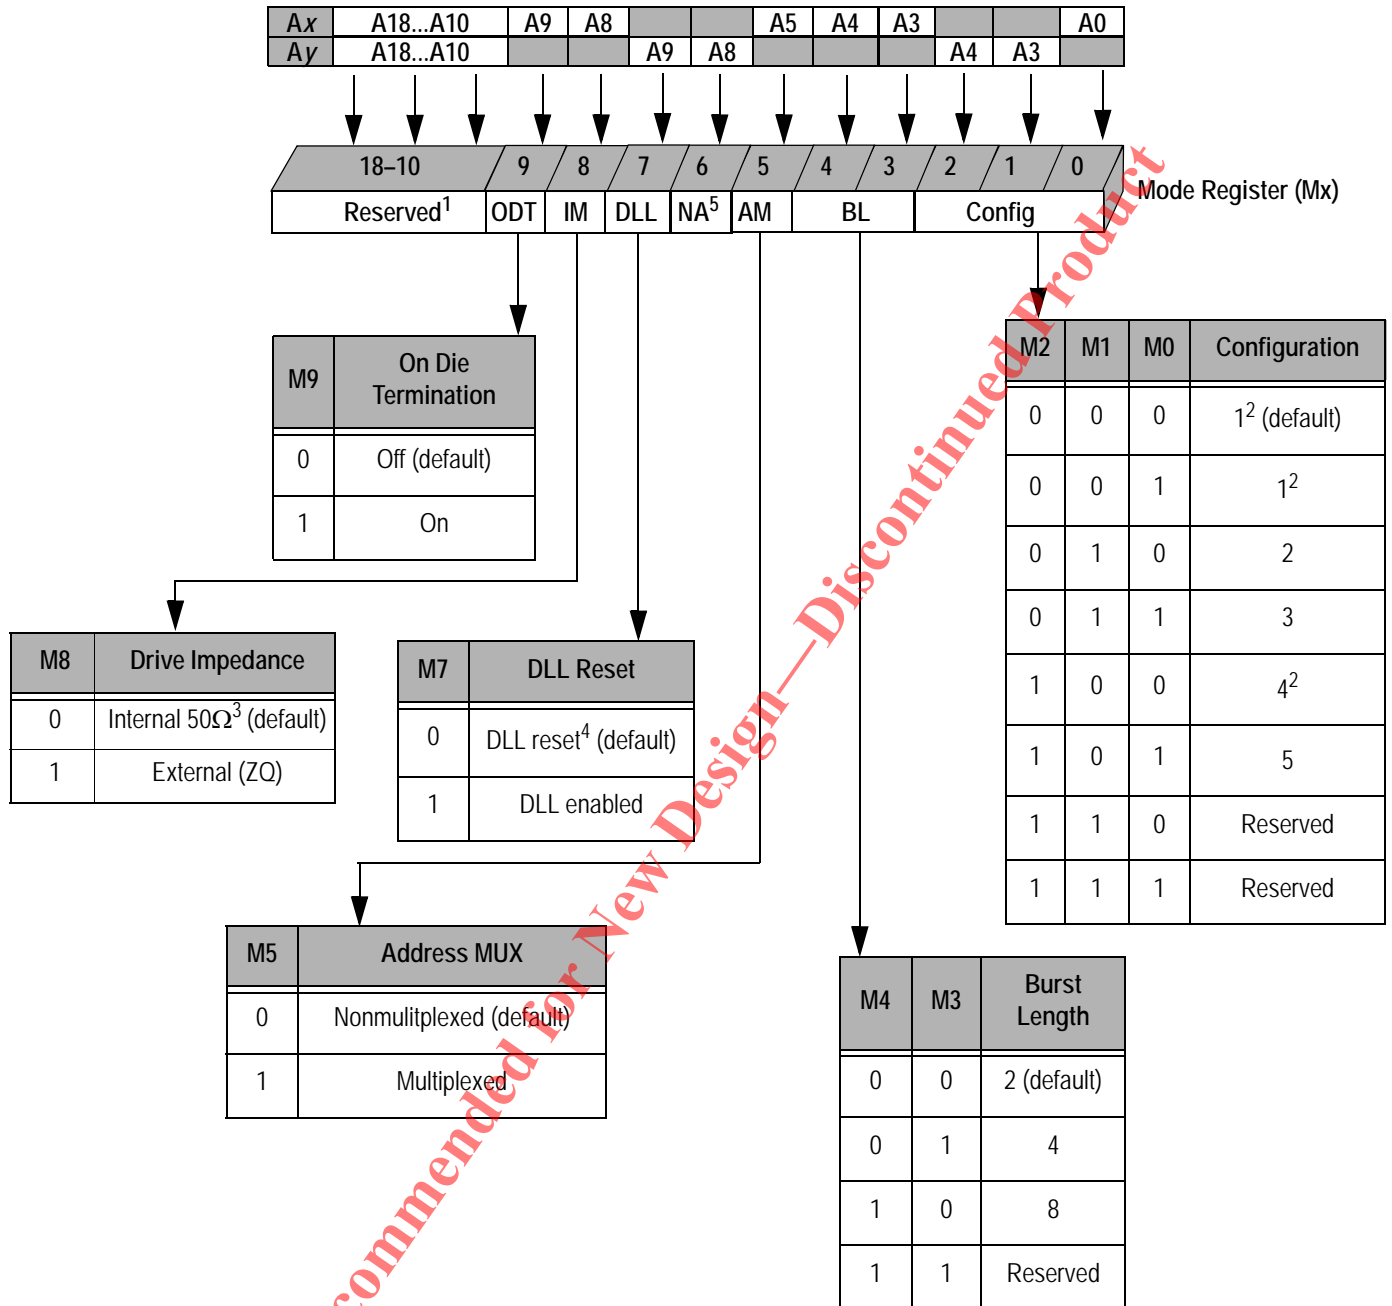 Ax A18...A10 A9 A8 A5 A4 A3 A0
Ay A18...A10 A9 A8 A4 A3
18–10 9 8 7 6 5 4 3 2 1 0
Mode Register (Mx)
Reserved1 ODT IM DLL NA5 AM BL Config
M9 On Die Termination
0 Off (default)
1 On
M2 M1 M0 Configuration
0 0 0 12 (default)
0 0 1 12
0 1 0 2
0 1 1 3
1 0 0 42
1 0 1 5
1 1 0 Reserved
1 1 1 Reserved
M8 Drive Impedance
0 Internal 50Ω3 (default)
1 External (ZQ)
M7 DLL Reset
0 DLL reset4 (default)
1 DLL enabled
M5 Address MUX
0 Nonmulitplexed (default)
1 Multiplexed
M4 M3 Burst Length
0 0 2 (default)
0 1 4
1 0 8
1 1 Reserved
commended for New Design—Discontinued Product